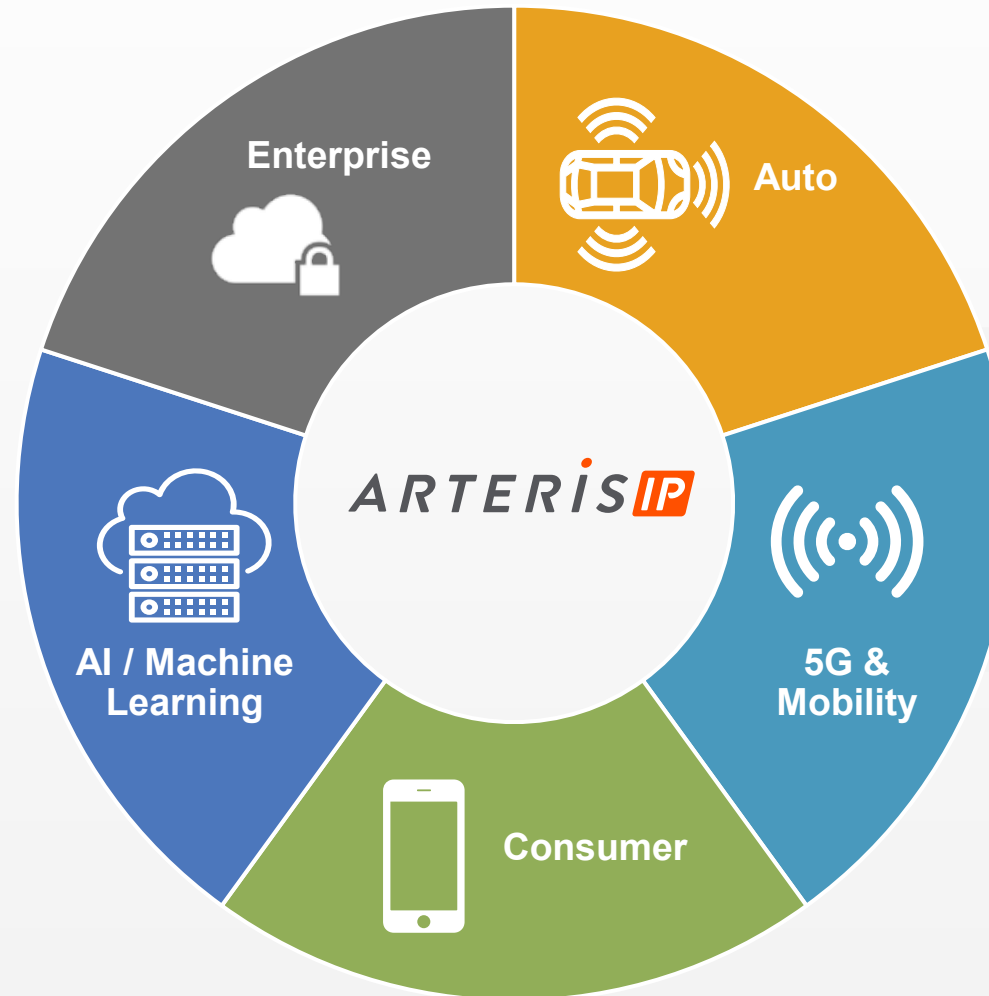 Enterprise
Auto
ARTERIS IP
AI / Machine
Learning
5G &
Mobility
Consumer